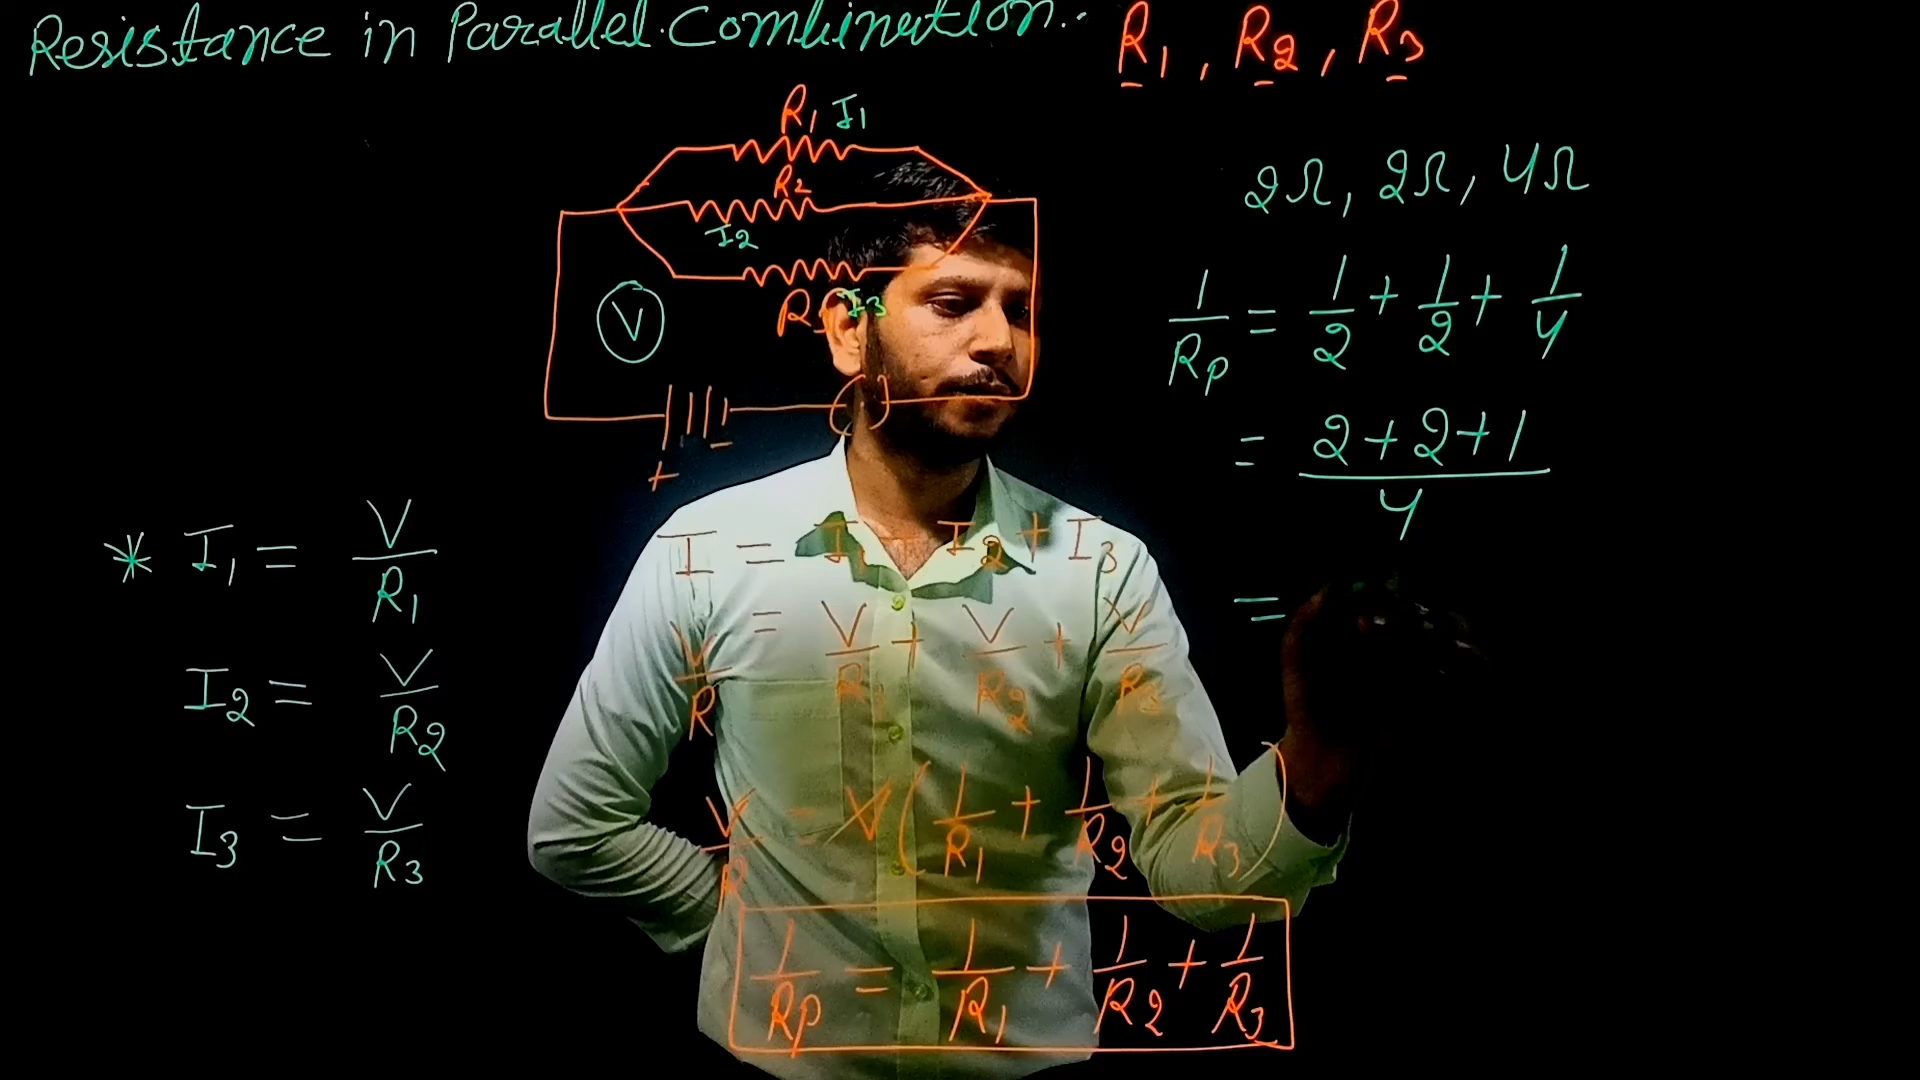 Resistance in Parallel Combination..
R1, R2, R3
R1 I1
R2
I2
R3 I3
V
+ -
2Ω, 2Ω, 4Ω
1/Rp = 1/2 + 1/2 + 1/4
= 2+2+1/4
=
* I1 = V/R1
I2 = V/R2
I3 = V/R3
I = I1 + I2 + I3
V/R = V/R1 + V/R2 + V/R3
V/R = V(1/R1 + 1/R2 + 1/R3)
1/Rp = 1/R1 + 1/R2 + 1/R3